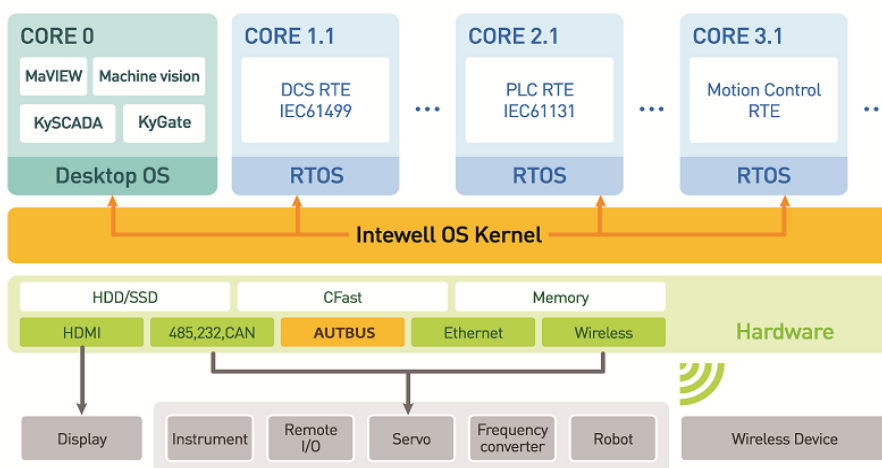 CORE 0
MaVIEW
Machine vision
KySCADA
KyGate
Desktop OS
CORE 1.1
DCS RTE
IEC61499
RTOS
...
CORE 2.1
PLC RTE
IEC61131
RTOS
...
CORE 3.1
Motion Control
RTE
RTOS
...
Intewell OS Kernel
HDD/SSD
CFast
Memory
HDMI
485,232,CAN
AUTBUS
Ethernet
Wireless
Hardware
Display
Instrument
Remote
I/O
Servo
Frequency
converter
Robot
Wireless Device